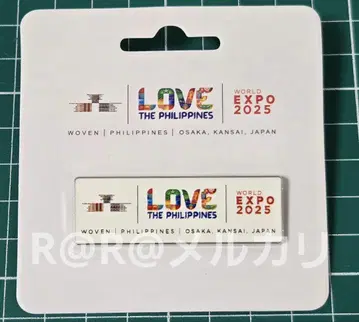 LOVE
THE PHILIPPINES
WORLD
EXPO
2025
WOVEN | PHILIPPINES | OSAKA, KANSAI, JAPAN
LOVE
THE PHILIPPINES
WORLD
EXPO
2025
WOVEN | PHILIPPINES | OSAKA, KANSAI, JAPAN
R@R@メルカリ